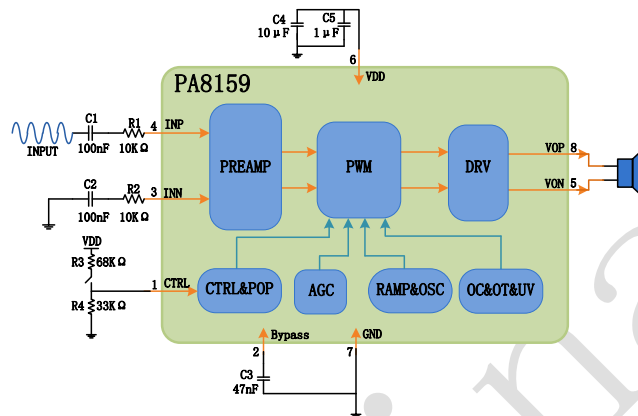 C4
10μF
C5
1μF
6
VDD
PA8159
C1
100nF
R1
10KΩ
4
INP
INPUT
C2
100nF
R2
10KΩ
3
INN
PREAMP
PWM
DRV
VOP
8
VON
5
VDD
R3
68KΩ
R4
33KΩ
1
CTRL
CTRL&POP
AGC
RAMP&OSC
OC&OT&UV
Bypass
2
GND
7
C3
47nF